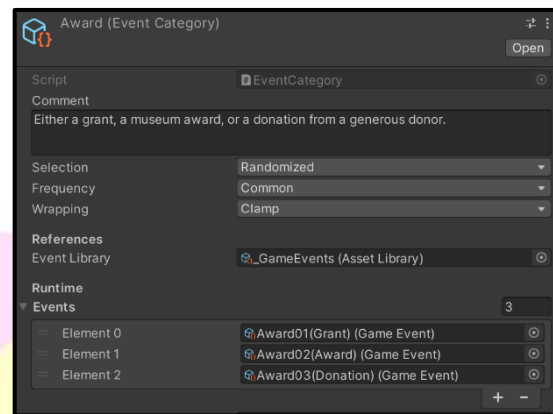 Award (Event Category)
Open
Script EventCategory
Comment
Either a grant, a museum award, or a donation from a generous donor.
Selection Randomized
Frequency Common
Wrapping Clamp
References
Event Library _GameEvents (Asset Library)
Runtime
Events 3
Element 0 Award01(Grant) (Game Event)
Element 1 Award02(Award) (Game Event)
Element 2 Award03(Donation) (Game Event)
+ -